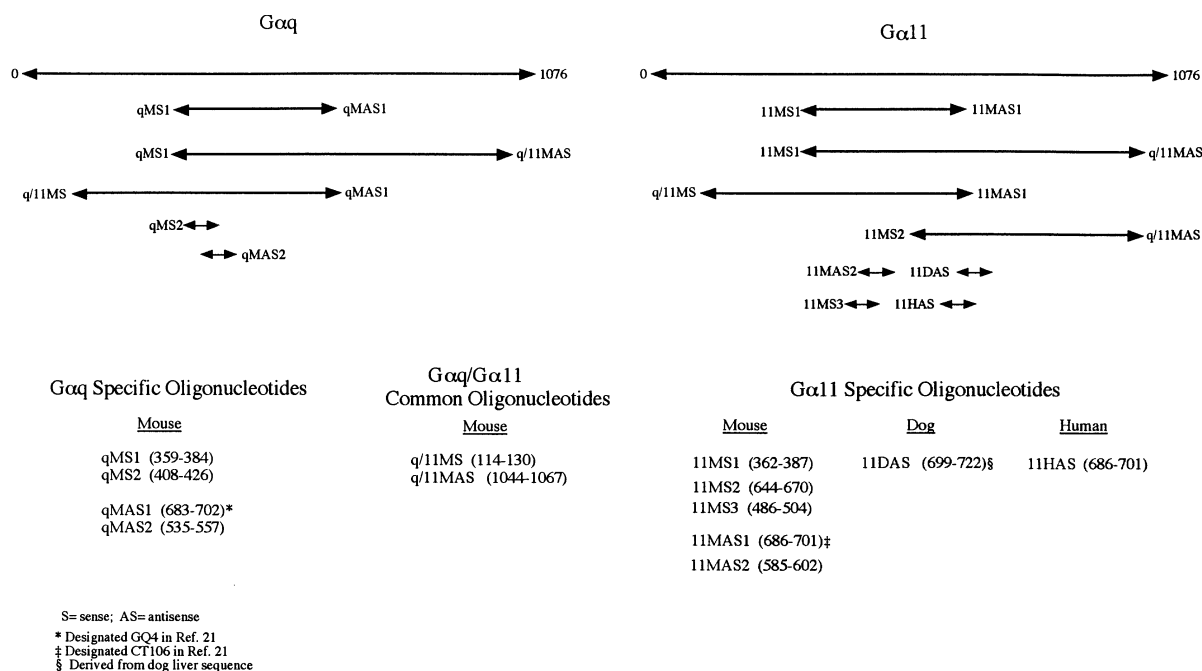 Gαq
0 1076
qMS1 qMAS1
qMS1 q/11MAS
q/11MS qMAS1
qMS2
qMAS2
Gα11
0 1076
11MS1 11MAS1
11MS1 q/11MAS
q/11MS 11MAS1
11MS2 q/11MAS
11MAS2 11DAS
11MS3 11HAS
Gαq Specific Oligonucleotides
Mouse
qMS1 (359-384)
qMS2 (408-426)
qMAS1 (683-702)*
qMAS2 (535-557)
Gαq/Gα11
Common Oligonucleotides
Mouse
q/11MS (114-130)
q/11MAS (1044-1067)
Gα11 Specific Oligonucleotides
Mouse
11MS1 (362-387)
11MS2 (644-670)
11MS3 (486-504)
11MAS1 (686-701)‡
11MAS2 (585-602)
Dog
11DAS (699-722)§
Human
11HAS (686-701)
S= sense; AS= antisense
* Designated GQ4 in Ref. 21
‡ Designated CT106 in Ref. 21
§ Derived from dog liver sequence